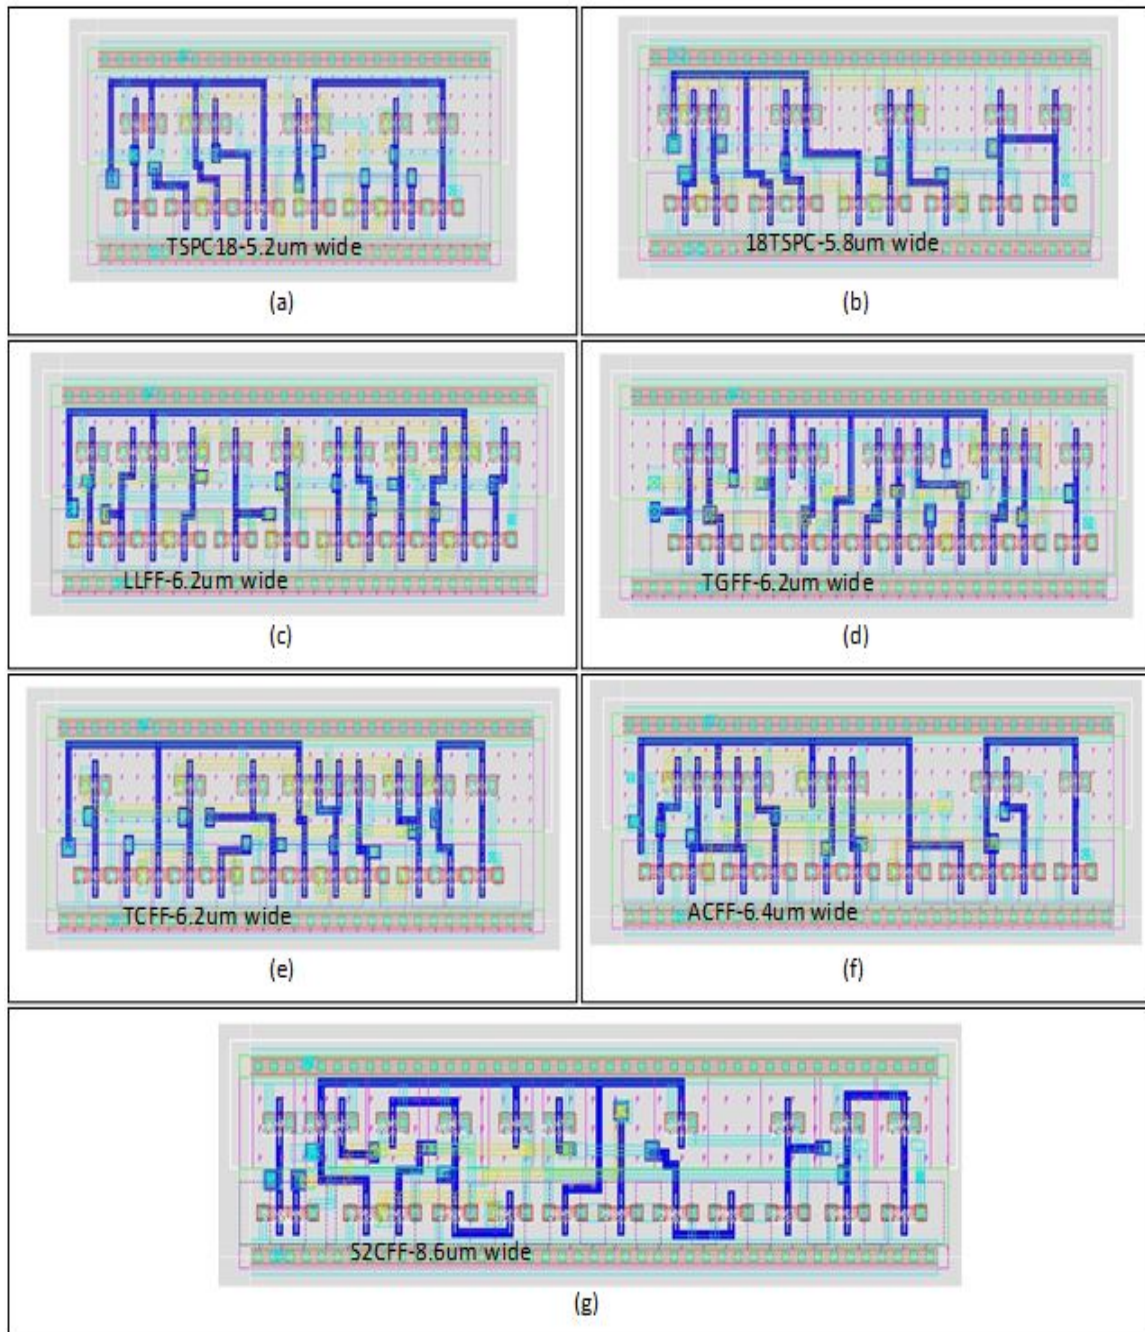 TSPC18-5.2um wide
(a)
18TSPC-5.8um wide
(b)
LLFF-6.2um wide
(c)
TGFF-6.2um wide
(d)
TCFF-6.2um wide
(e)
ACFF-6.4um wide
(f)
S2CFF-8.6um wide
(g)